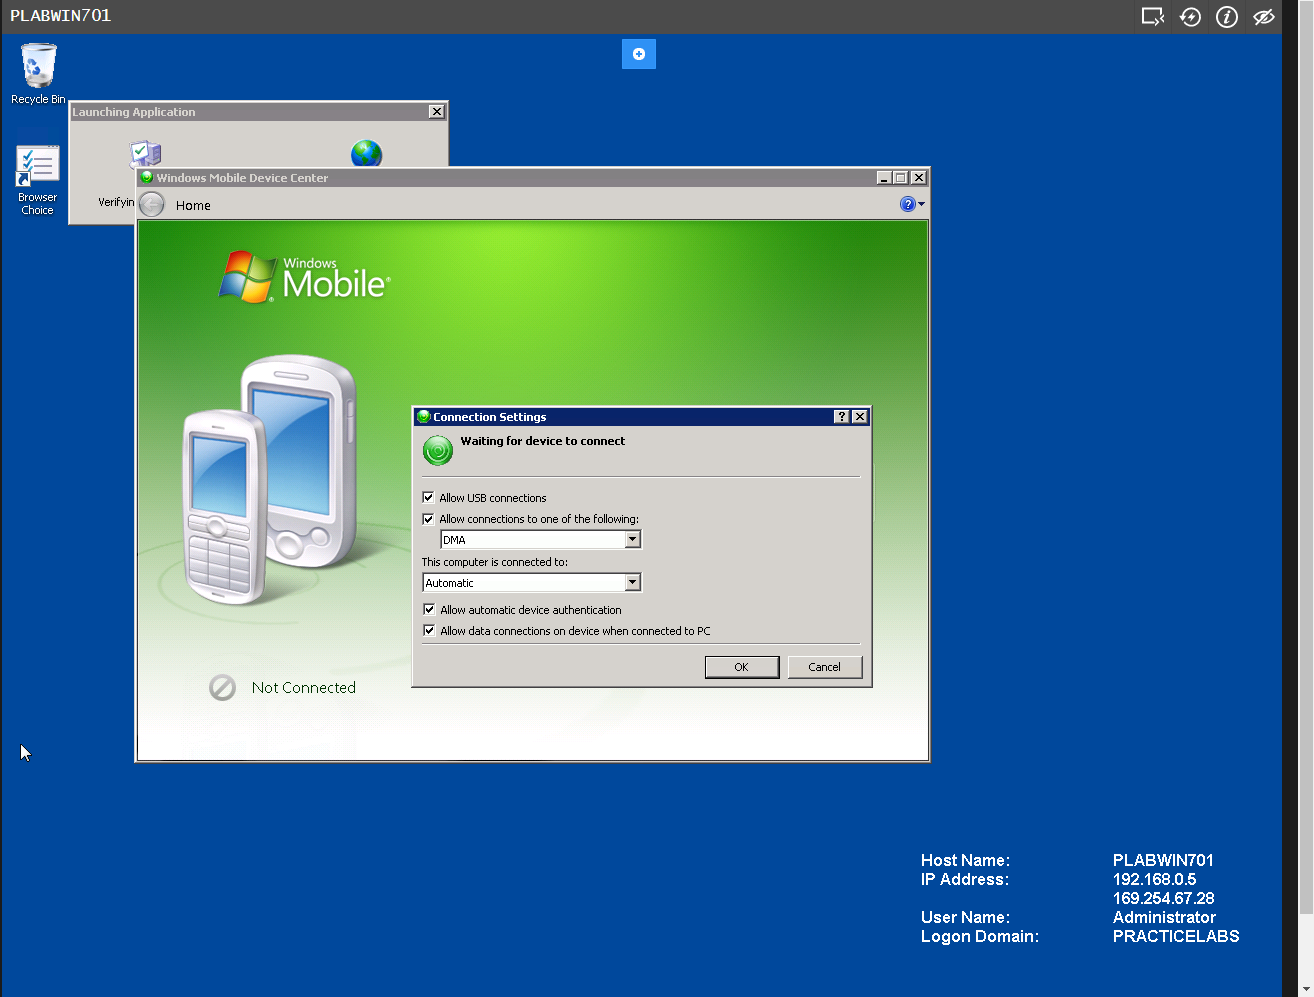 PLABWIN701
Recycle Bin
Launching Application
Browser
Choice
Verifyin
Windows Mobile Device Center
Home
Windows
Mobile®
Connection Settings
Waiting for device to connect
Allow USB connections
Allow connections to one of the following:
DMA
This computer is connected to:
Automatic
Allow automatic device authentication
Allow data connections on device when connected to PC
OK
Cancel
Not Connected
Host Name: PLABWIN701
IP Address: 192.168.0.5
169.254.67.28
User Name: Administrator
Logon Domain: PRACTICELABS